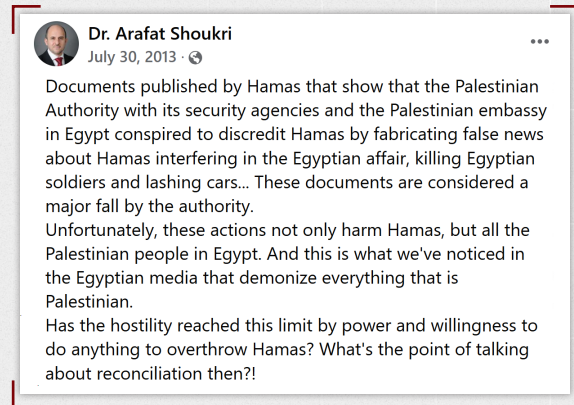 Dr. Arafat Shoukri
July 30, 2013 ·
Documents published by Hamas that show that the Palestinian
Authority with its security agencies and the Palestinian embassy
in Egypt conspired to discredit Hamas by fabricating false news
about Hamas interfering in the Egyptian affair, killing Egyptian
soldiers and lashing cars... These documents are considered a
major fall by the authority.
Unfortunately, these actions not only harm Hamas, but all the
Palestinian people in Egypt. And this is what we've noticed in
the Egyptian media that demonize everything that is
Palestinian.
Has the hostility reached this limit by power and willingness to
do anything to overthrow Hamas? What's the point of talking
about reconciliation then?!